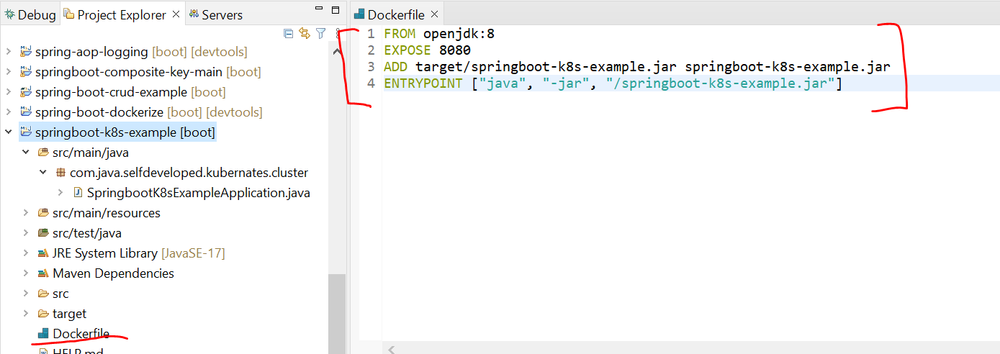 Debug Project Explorer Servers
spring-aop-logging [boot] [devtools]
springboot-composite-key-main [boot]
spring-boot-crud-example [boot]
spring-boot-dockerize [boot] [devtools]
springboot-k8s-example [boot]
src/main/java
com.java.selfdeveloped.kubernates.cluster
SpringbootK8sExampleApplication.java
src/main/resources
src/test/java
JRE System Library [JavaSE-17]
Maven Dependencies
src
target
Dockerfile
HELP.md
Dockerfile
1 FROM openjdk:8
2 EXPOSE 8080
3 ADD target/springboot-k8s-example.jar springboot-k8s-example.jar
4 ENTRYPOINT ["java", "-jar", "/springboot-k8s-example.jar"]